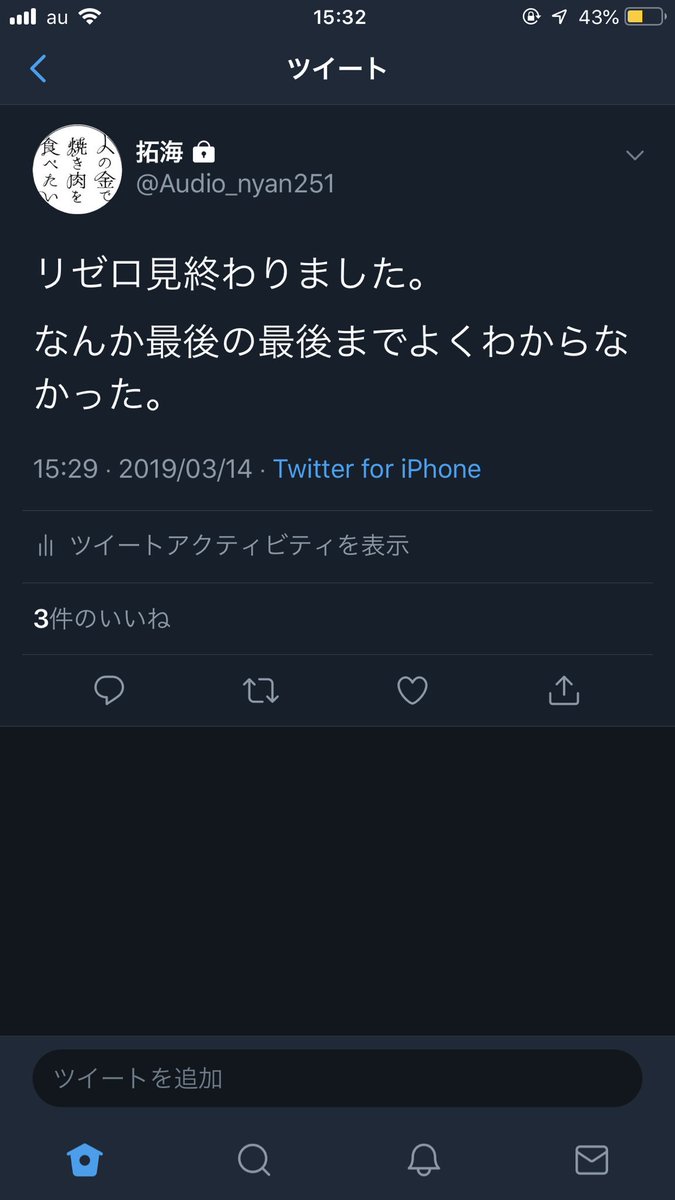 au 15:32 43%
ツイート
人の金で
焼き肉を
食べたい
拓海
@Audio_nyan251
リゼロ見終わりました。
なんか最後の最後までよくわからな
かった。
15:29 · 2019/03/14 · Twitter for iPhone
ツイートアクティビティを表示
3件のいいね
ツイートを追加